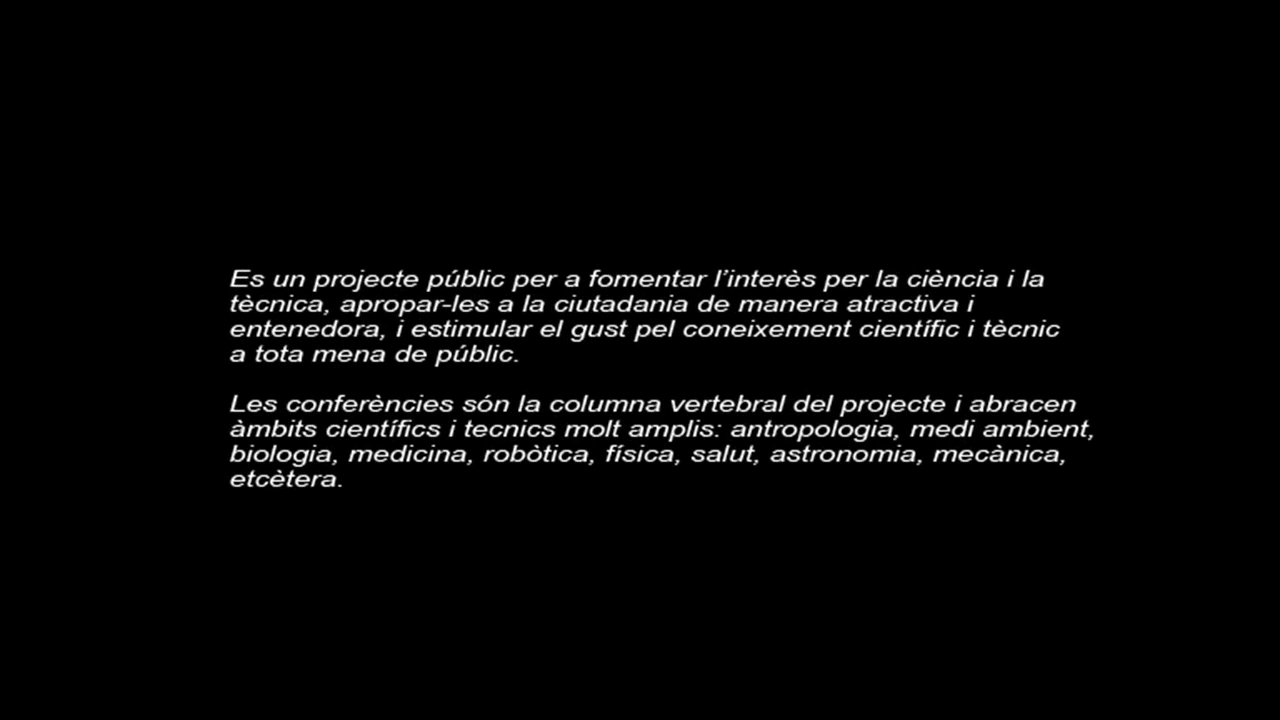 Es un projecte públic per a fomentar l’interès per la ciència i la
tècnica, apropar-les a la ciutadania de manera atractiva i
entenedora, i estimular el gust pel coneixement científic i tècnic
a tota mena de públic.
Les conferències són la columna vertebral del projecte i abracen
àmbits científics i tecnics molt amplis: antropologia, medi ambient,
biologia, medicina, robòtica, física, salut, astronomia, mecànica,
etcètera.